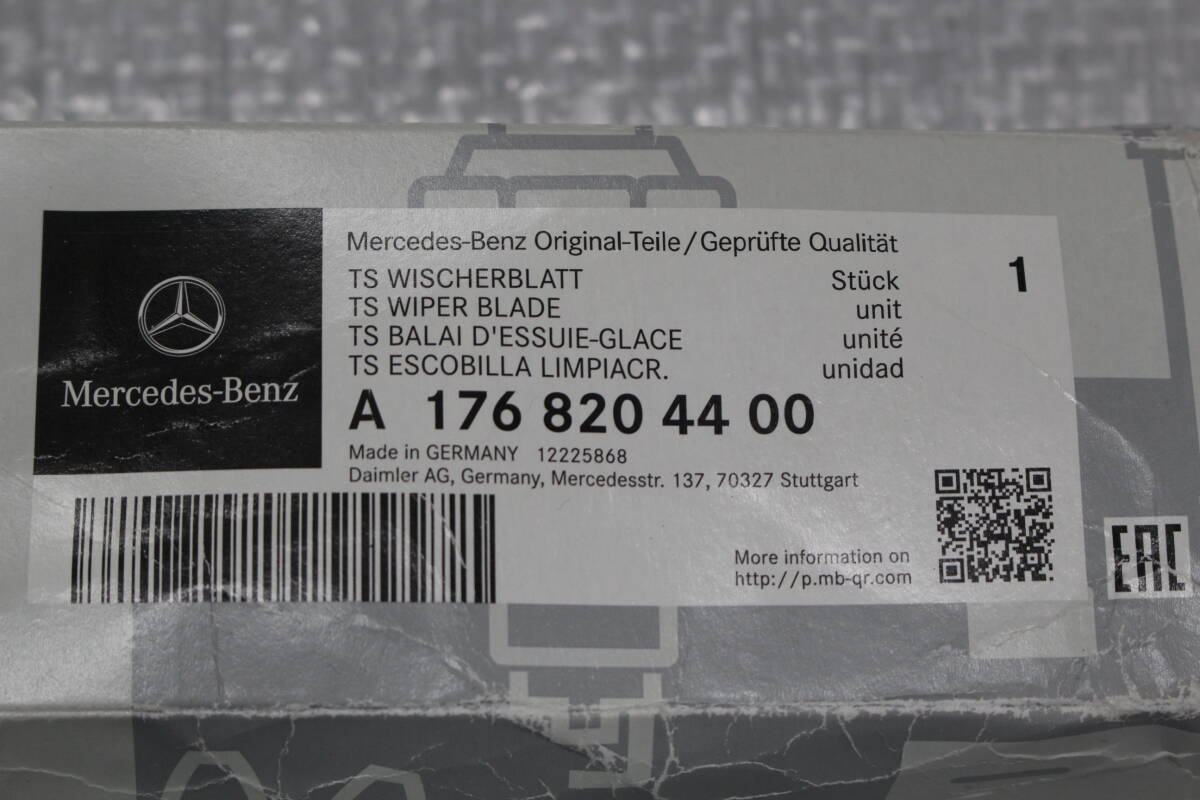 Mercedes-Benz
Mercedes-Benz Original-Teile/Geprüfte Qualität
TS WISCHERBLATT Stück 1
TS WIPER BLADE unit
TS BALAI D'ESSUIE-GLACE unité
TS ESCOBILLA LIMPIACR. unidad
A 176 820 44 00
Made in GERMANY 12225868
Daimler AG, Germany, Mercedesstr. 137, 70327 Stuttgart
More information on
http://p.mb-qr.com
EAC